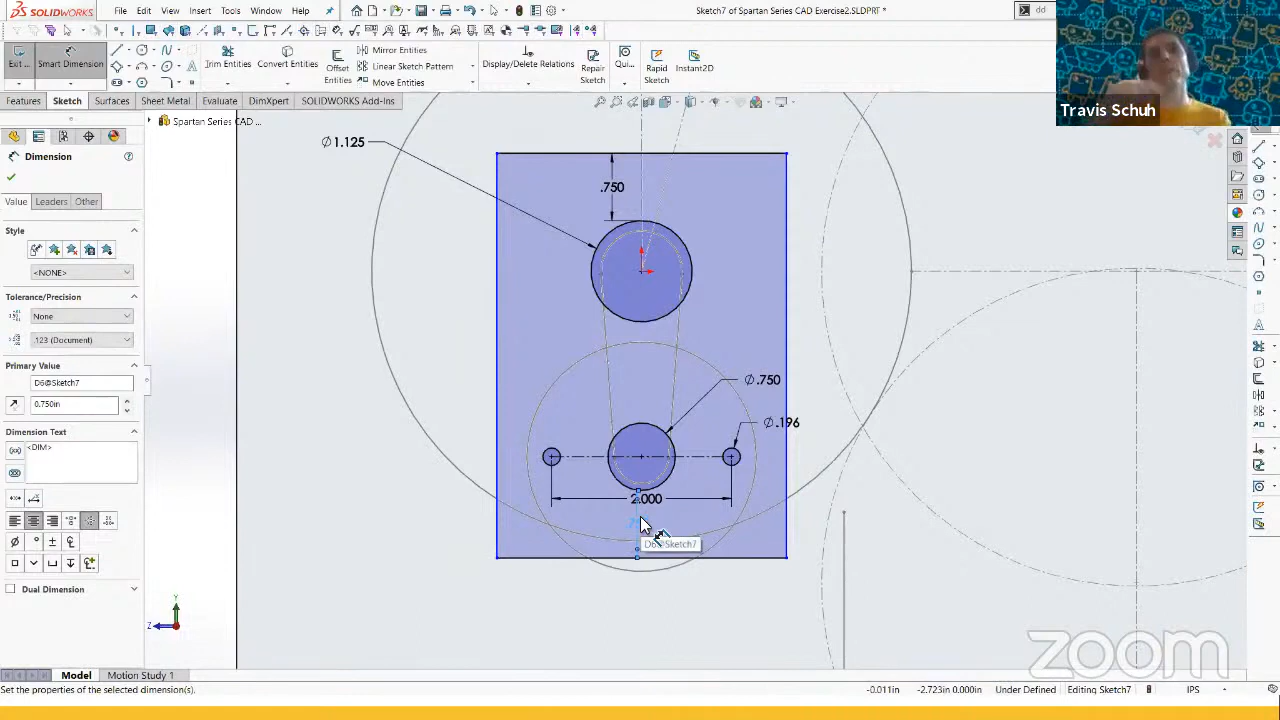 SOLIDWORKS
File
Edit
View
Insert
Tools
Window
Help
Sketch7 of Spartan Series CAD Exercise2.SLDPRT *
dd
Exit...
Smart Dimension
Trim Entities
Convert Entities
Offset Entities
Mirror Entities
Linear Sketch Pattern
Move Entities
Display/Delete Relations
Repair Sketch
Qui...
Rapid Sketch
Instant2D
Travis Schuh
Features
Sketch
Surfaces
Sheet Metal
Evaluate
DimXpert
SOLIDWORKS Add-Ins
Spartan Series CAD ...
Dimension
Value
Leaders
Other
Style
<NONE>
Tolerance/Precision
None
.123 (Document)
Primary Value
D6@Sketch7
0.750in
Dimension Text
<DIM>
Dual Dimension
Ø1.125
.750
Ø.750
Ø.196
2.000
D6@Sketch7
Y
Z
zoom
Model
Motion Study 1
Set the properties of the selected dimension(s).
-0.011in
-2.723in 0.000in
Under Defined
Editing Sketch7
IPS